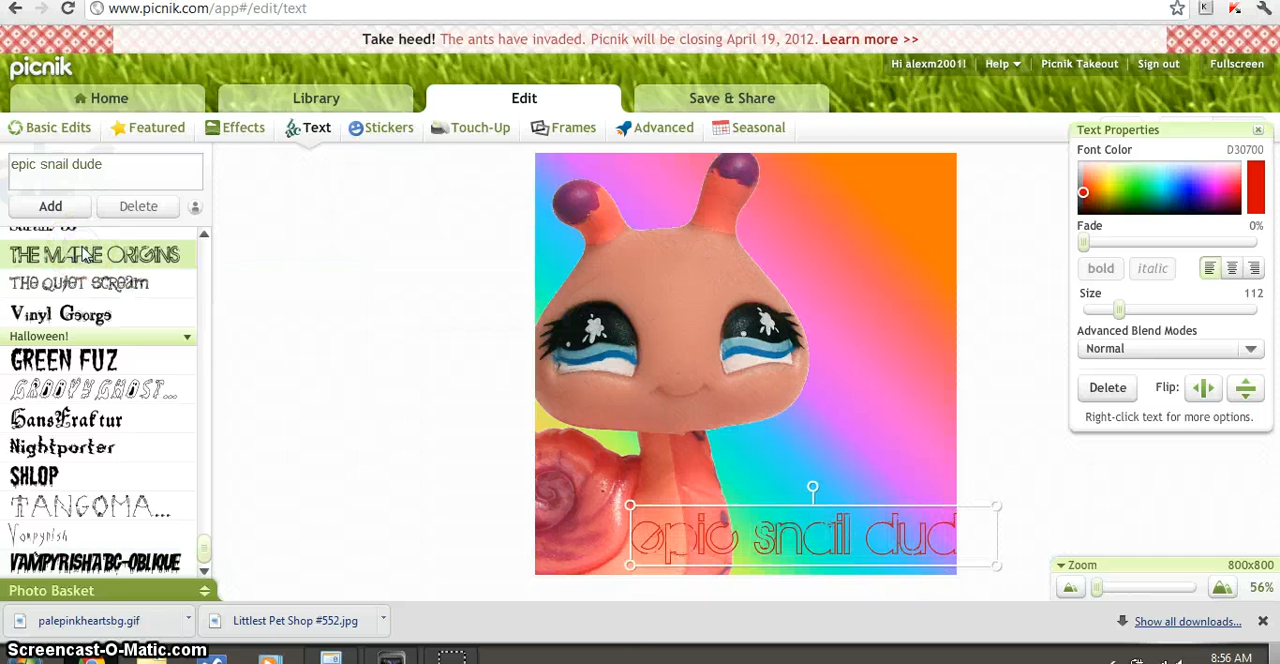 www.picnik.com/app#/edit/text
Take heed! The ants have invaded. Picnik will be closing April 19, 2012. Learn more >>
picnik
Hi alexm2001! Help Picnik Takeout Sign out Fullscreen
Home Library Edit Save & Share
Basic Edits Featured Effects Text Stickers Touch-Up Frames Advanced Seasonal
epic snail dude
Add Delete
THE MAPLE ORIGINS
THE QUIET SCREAM
Vinyl George
Halloween!
GREEN FUZ
GROOVY GHOST...
HansFraktur
Nightporter
SHLOP
TANGOMA...
Vampyrish
VAMPYRISHABC-OBLIQUE
Photo Basket
epic snail dud
Text Properties
Font Color D30700
Fade 0%
bold italic
Size 112
Advanced Blend Modes
Normal
Delete Flip:
Right-click text for more options.
Zoom 800x800
56%
palepinkheartsbg.gif Littlest Pet Shop #552.jpg Show all downloads...
Screencast-O-Matic.com
8:56 AM